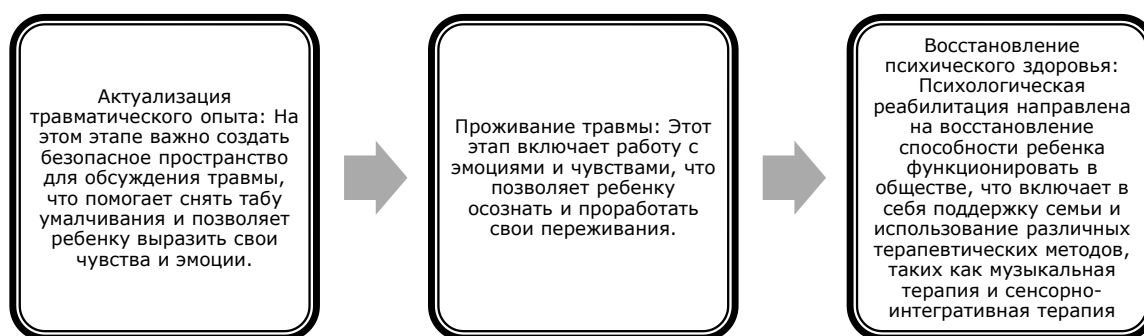 Актуализация
травматического опыта: На
этом этапе важно создать
безопасное пространство
для обсуждения травмы,
что помогает снять табу
умалчивания и позволяет
ребенку выразить свои
чувства и эмоции.
Проживание травмы: Этот
этап включает работу с
эмоциями и чувствами, что
позволяет ребенку
осознать и проработать
свои переживания.
Восстановление
психического здоровья:
Психологическая
реабилитация направлена
на восстановление
способности ребенка
функционировать в
обществе, что включает в
себя поддержку семьи и
использование различных
терапевтических методов,
таких как музыкальная
терапия и сенсорно-
интегративная терапия